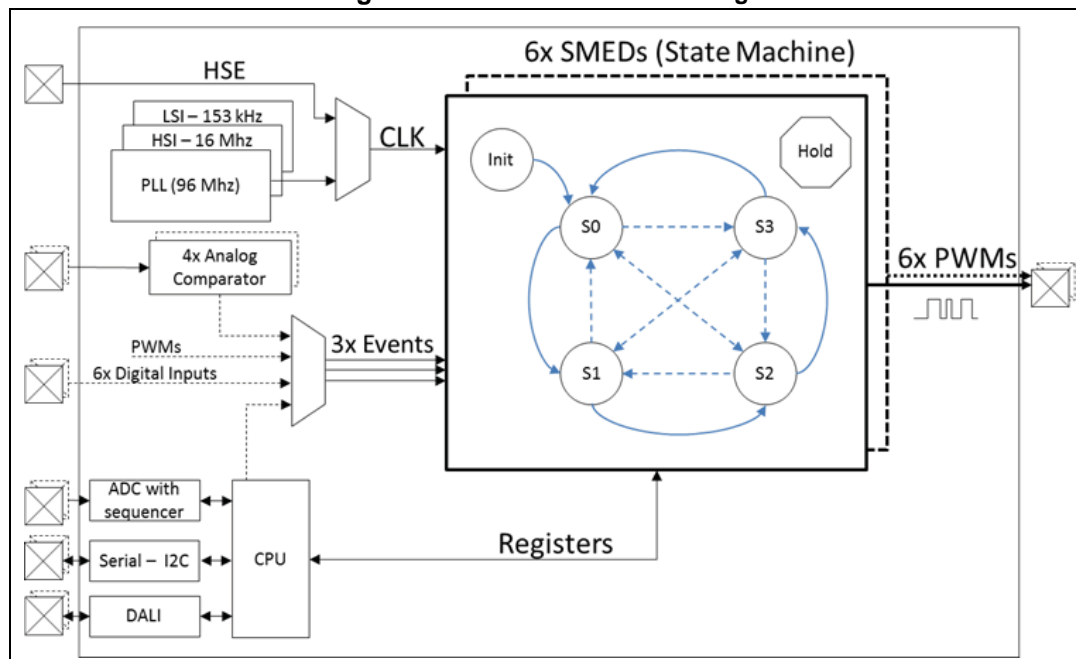 6x SMEDs (State Machine)
HSE
LSI – 153 kHz
HSI – 16 Mhz
PLL (96 Mhz)
CLK
Init
Hold
S0
S3
S1
S2
4x Analog
Comparator
PWMs
6x Digital Inputs
3x Events
6x PWMs
ADC with
sequencer
Serial – I2C
DALI
CPU
Registers